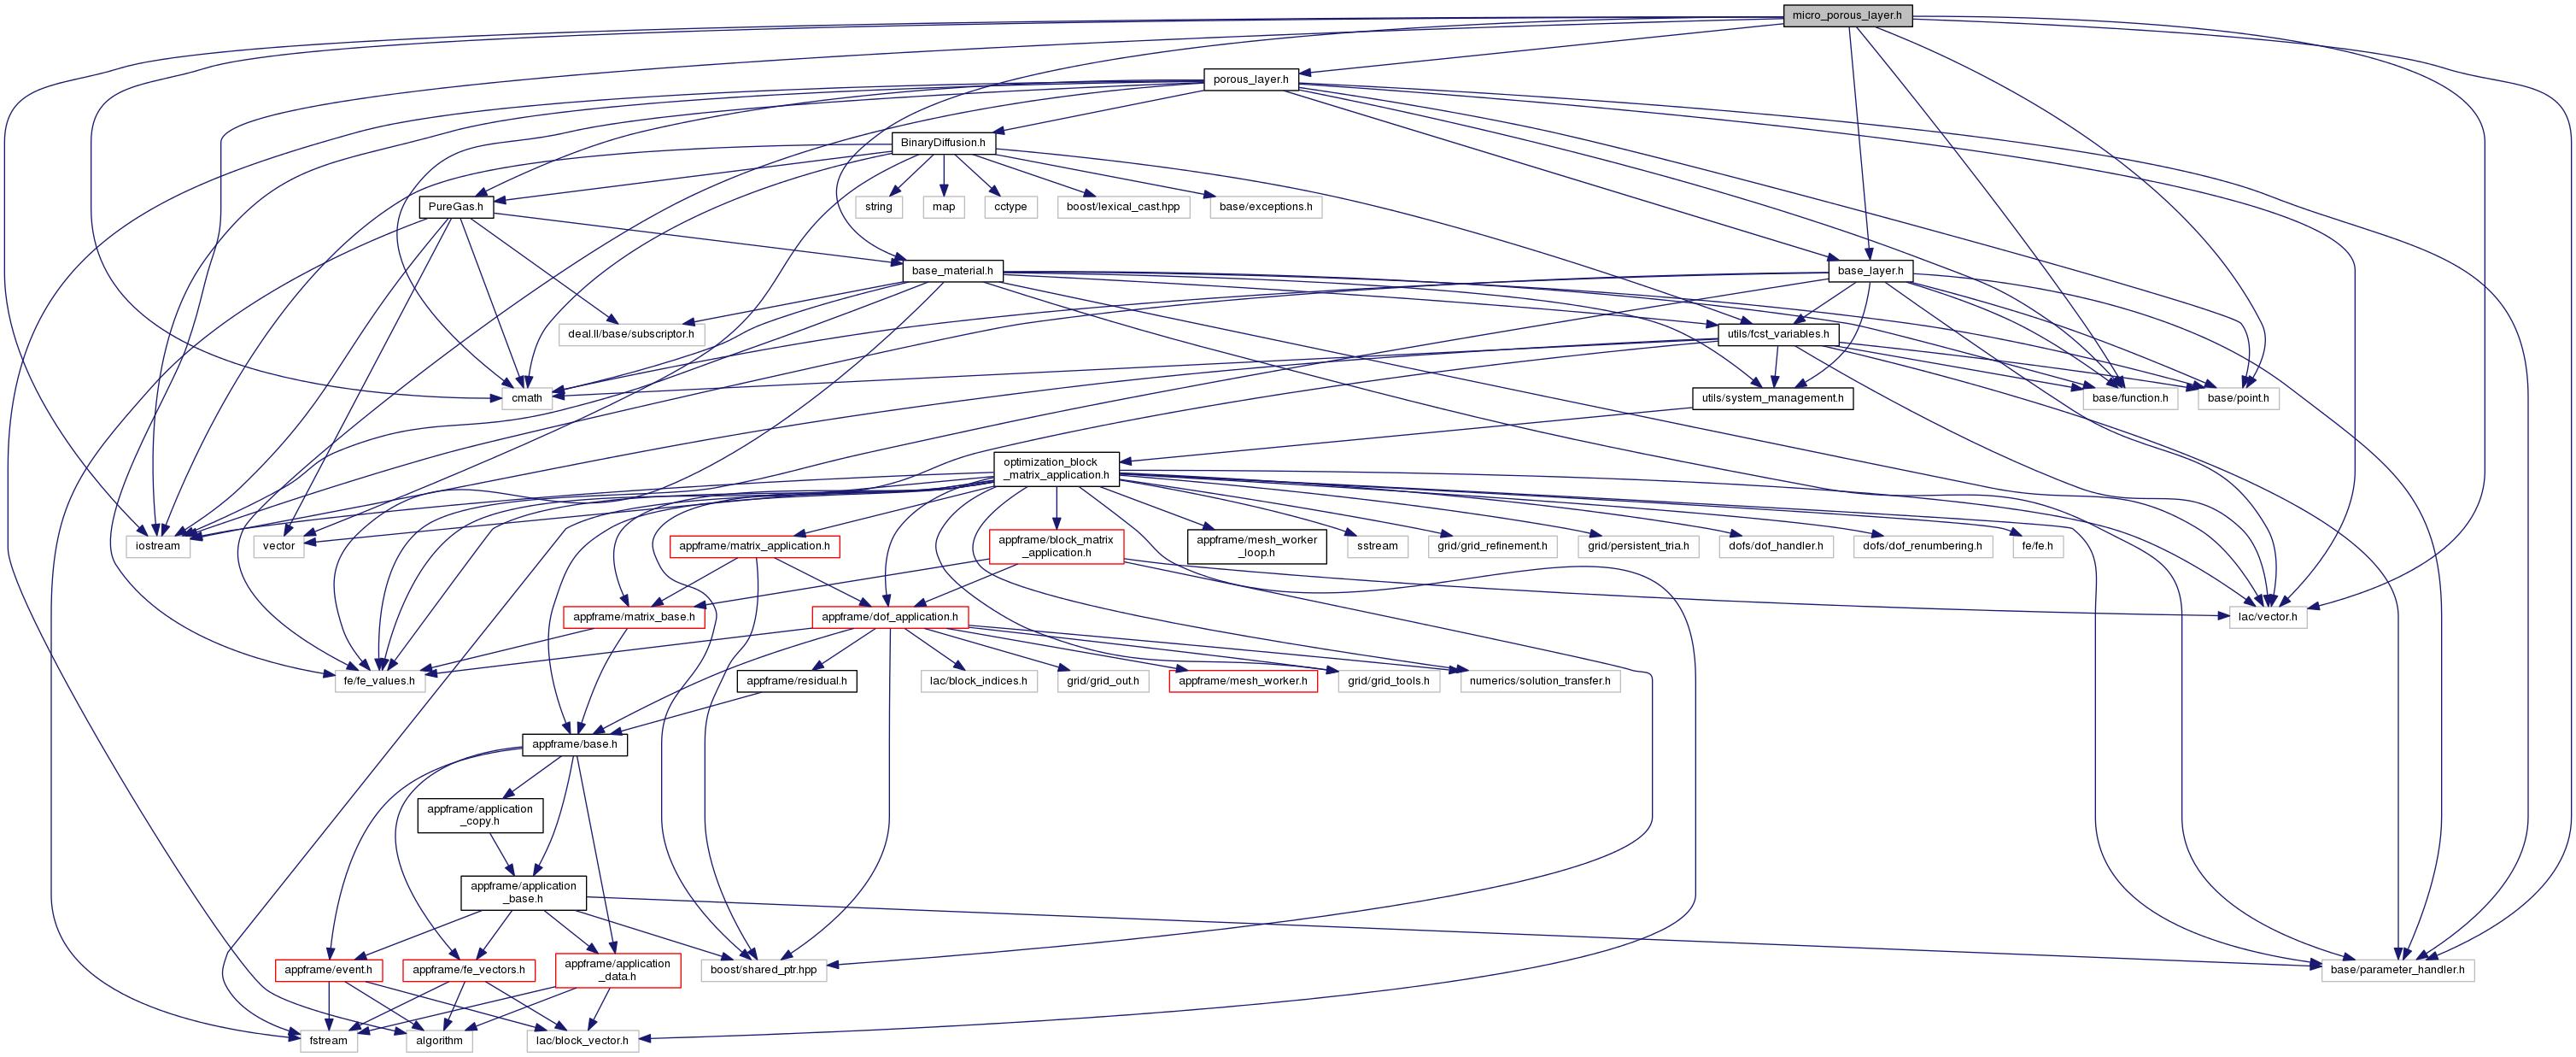 micro_porous_layer.h
porous_layer.h
BinaryDiffusion.h
PureGas.h
string
map
cctype
boost/lexical_cast.hpp
base/exceptions.h
base_material.h
base_layer.h
deal.II/base/subscriptor.h
utils/fcst_variables.h
cmath
utils/system_management.h
base/function.h
base/point.h
optimization_block
_matrix_application.h
iostream
vector
appframe/matrix_application.h
appframe/block_matrix
_application.h
appframe/mesh_worker
_loop.h
sstream
grid/grid_refinement.h
grid/persistent_tria.h
dofs/dof_handler.h
dofs/dof_renumbering.h
fe/fe.h
appframe/matrix_base.h
appframe/dof_application.h
lac/vector.h
fe/fe_values.h
appframe/residual.h
lac/block_indices.h
grid/grid_out.h
appframe/mesh_worker.h
grid/grid_tools.h
numerics/solution_transfer.h
appframe/base.h
appframe/application
_copy.h
appframe/application
_base.h
appframe/event.h
appframe/fe_vectors.h
appframe/application
_data.h
boost/shared_ptr.hpp
base/parameter_handler.h
fstream
algorithm
lac/block_vector.h